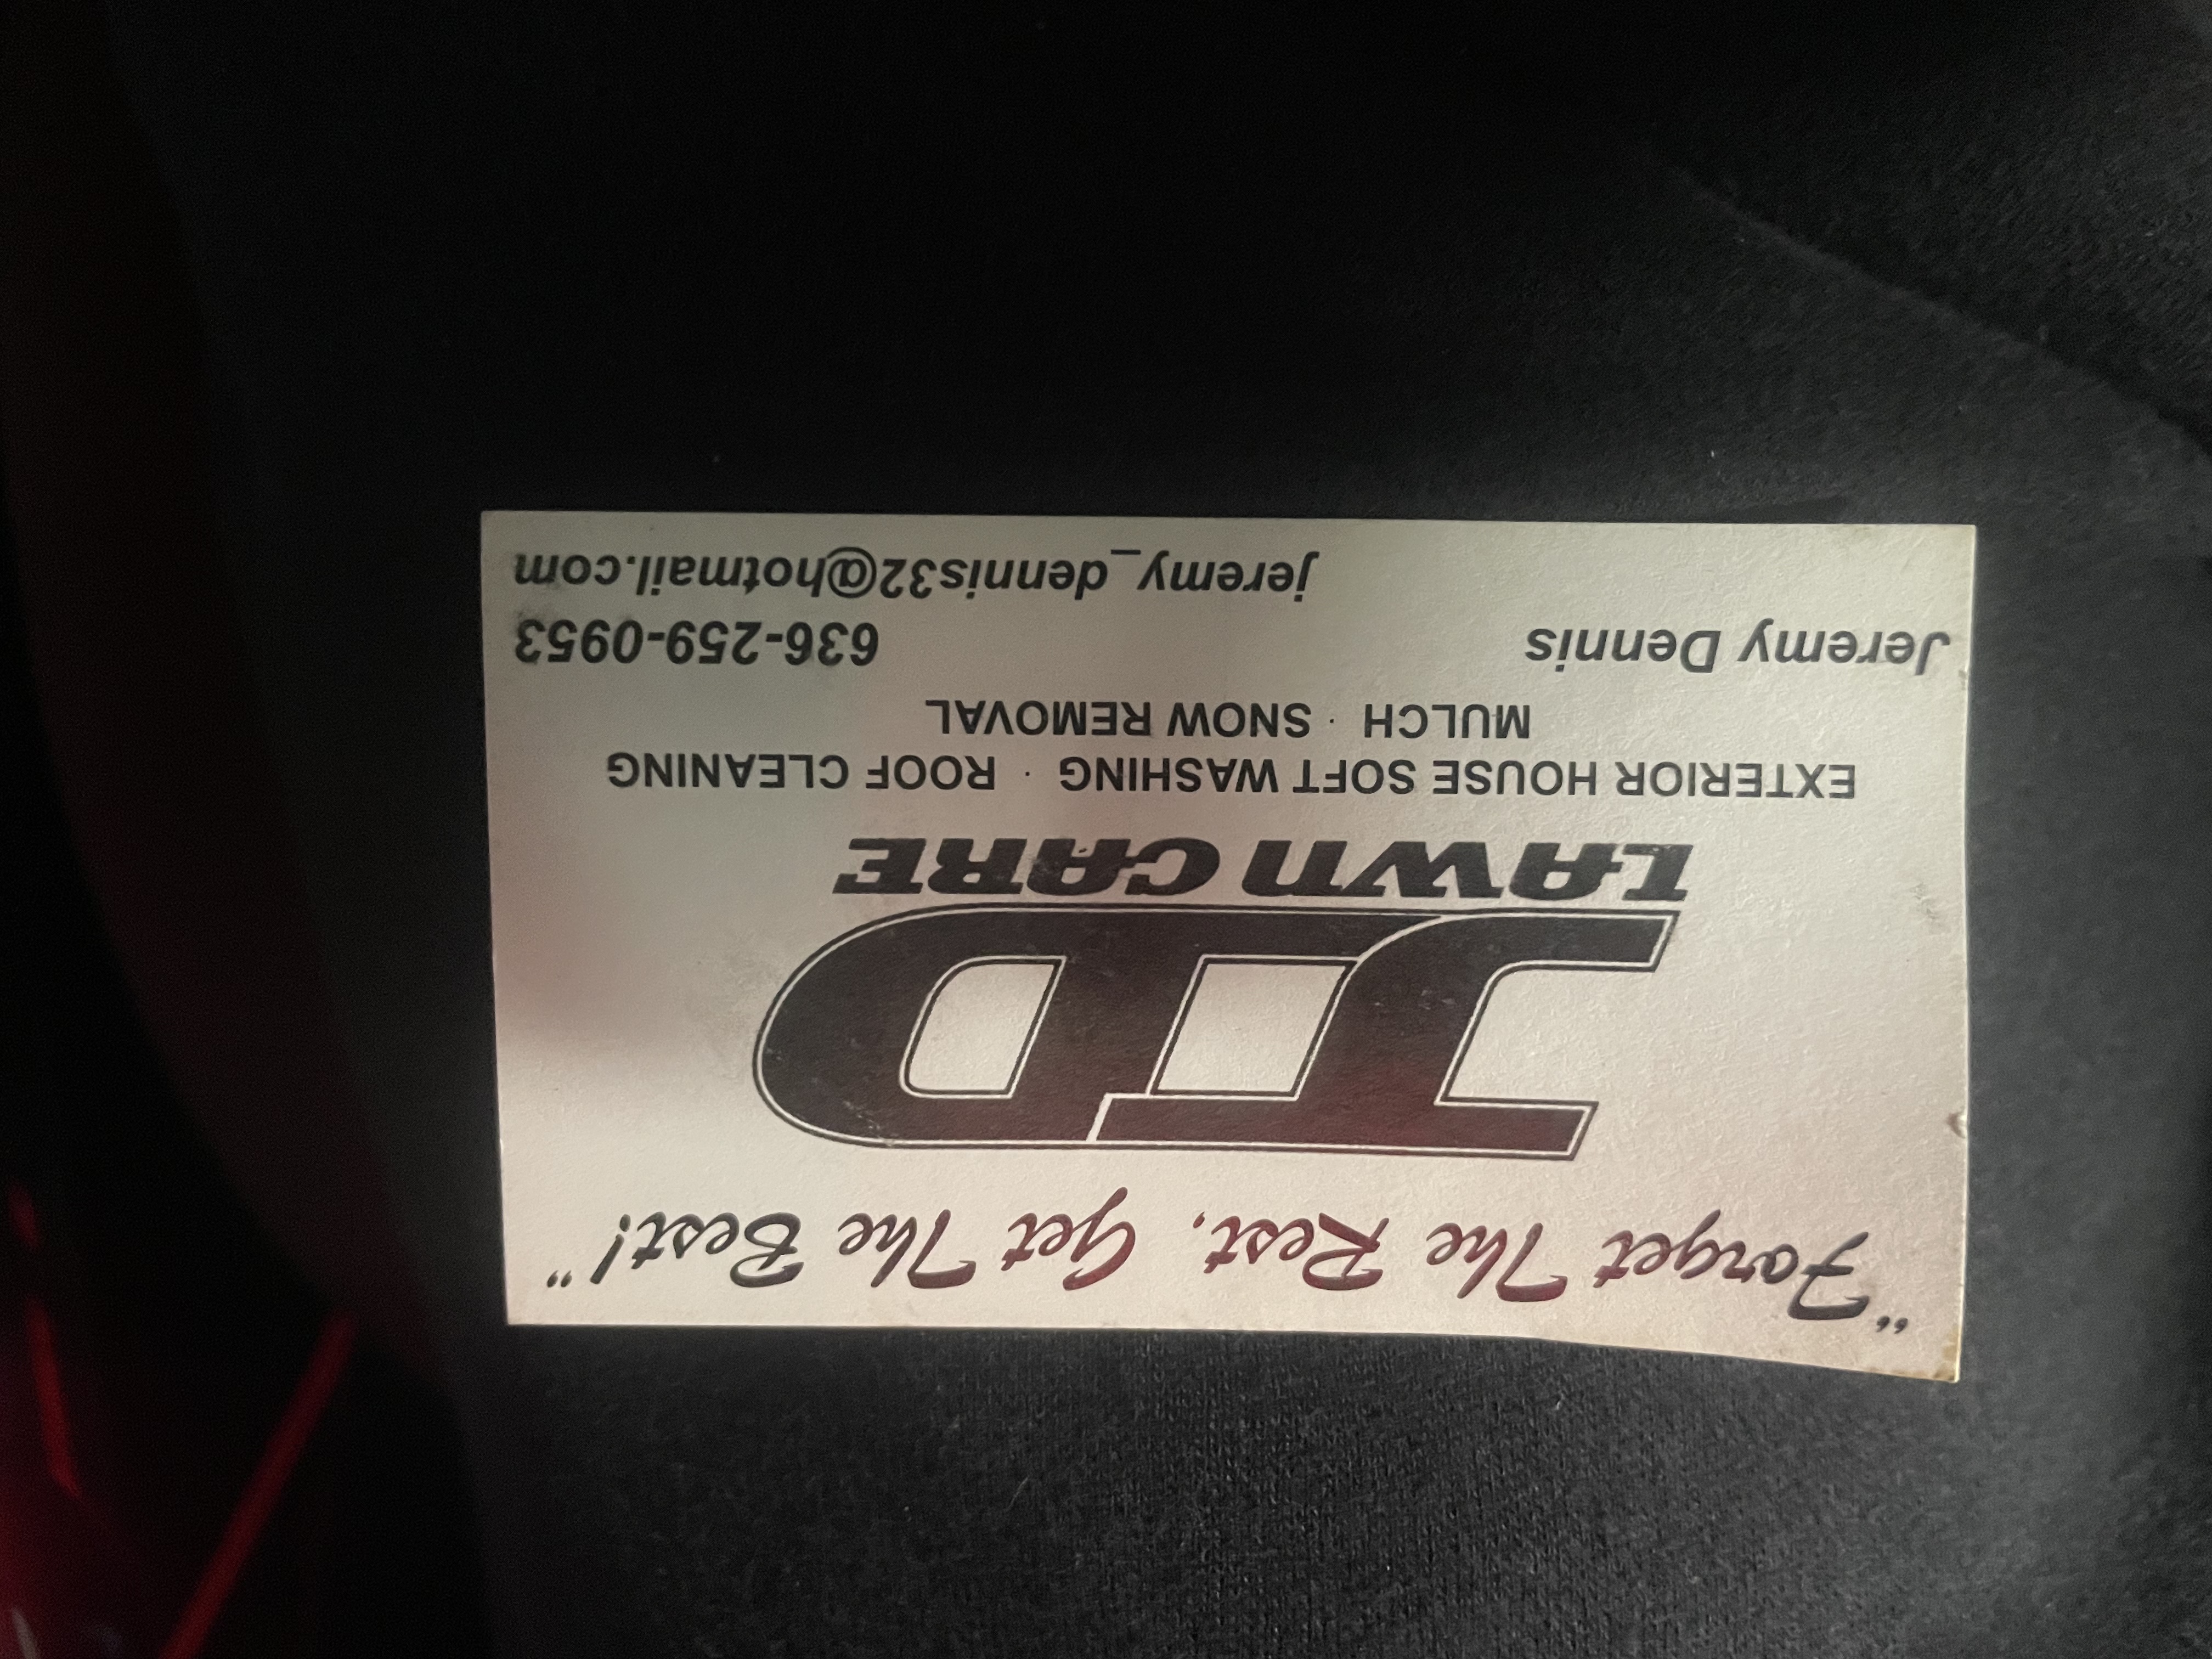 "Forget The Rest, Get The Best!"
JD
LAWN CARE
EXTERIOR HOUSE SOFT WASHING · ROOF CLEANING
MULCH · SNOW REMOVAL
Jeremy Dennis 636-259-0953
jeremy_dennis32@hotmail.com